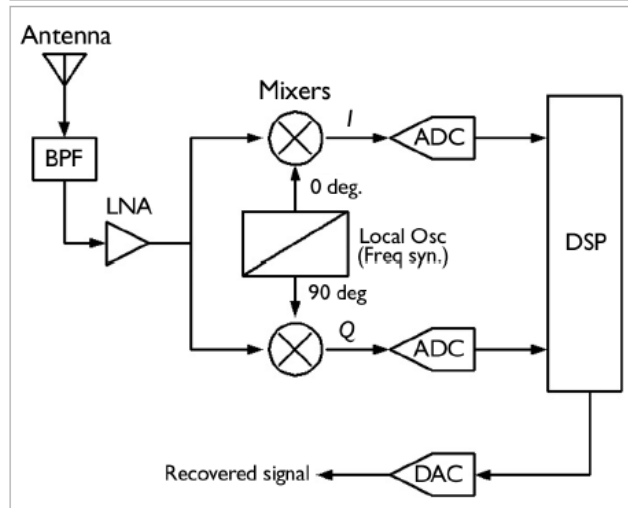 Antenna
Mixers
I
ADC
BPF
0 deg.
LNA
Local Osc
(Freq syn.)
DSP
90 deg
Q
ADC
Recovered signal
DAC